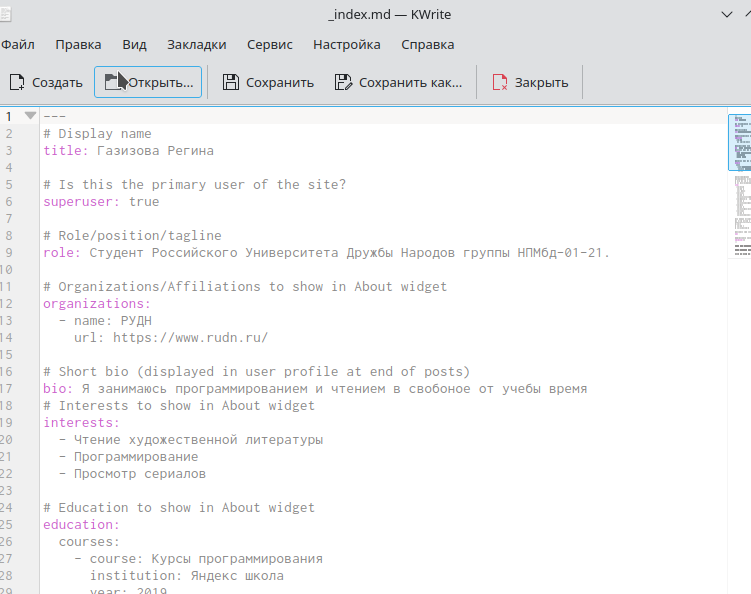 _index.md — KWrite
Файл Правка Вид Закладки Сервис Настройка Справка
Создать Открыть... Сохранить Сохранить как... Закрыть
1 ---
2 # Display name
3 title: Газизова Регина
4
5 # Is this the primary user of the site?
6 superuser: true
7
8 # Role/position/tagline
9 role: Студент Российского Университета Дружбы Народов группы НПМбд-01-21.
10
11 # Organizations/Affiliations to show in About widget
12 organizations:
13 - name: РУДН
14 url: https://www.rudn.ru/
15
16 # Short bio (displayed in user profile at end of posts)
17 bio: Я занимаюсь программированием и чтением в свобоное от учебы время
18 # Interests to show in About widget
19 interests:
20 - Чтение художественной литературы
21 - Программирование
22 - Просмотр сериалов
23
24 # Education to show in About widget
25 education:
26 courses:
27 - course: Курсы программирования
28 institution: Яндекс школа
29 year: 2019